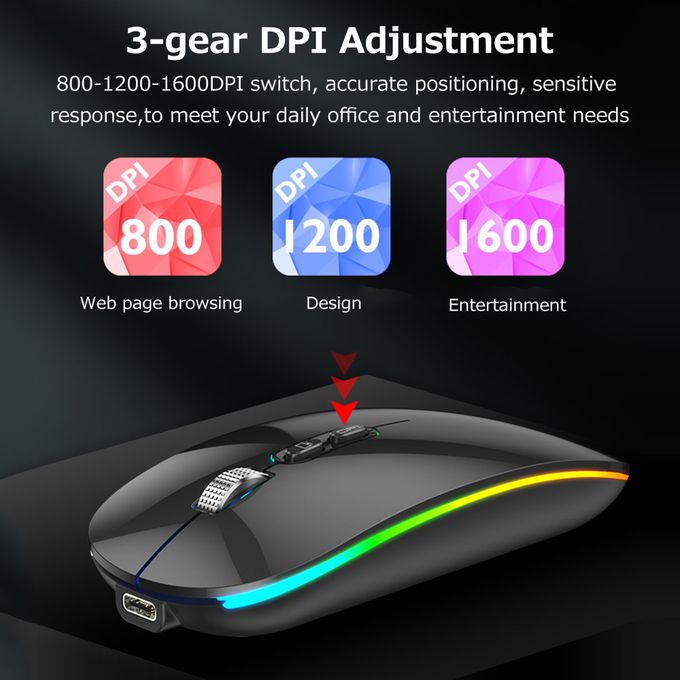 3-gear DPI Adjustment
800-1200-1600DPI switch, accurate positioning, sensitive
response,to meet your daily office and entertainment needs
DPI
800
DPI
1200
DPI
1600
Web page browsing
Design
Entertainment
DPI